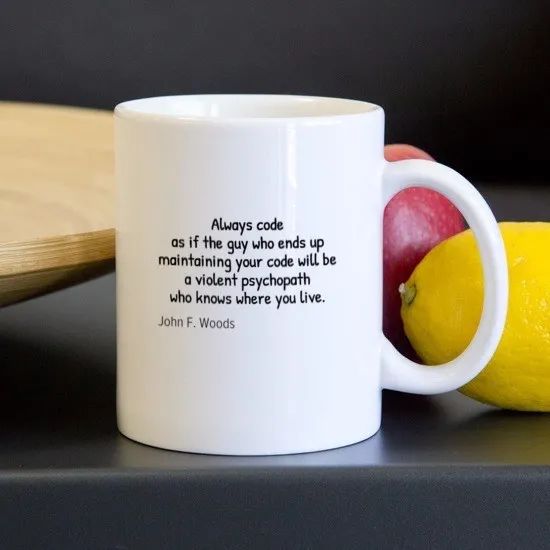 Always code
as if the guy who ends up
maintaining your code will be
a violent psychopath
who knows where you live.
John F. Woods